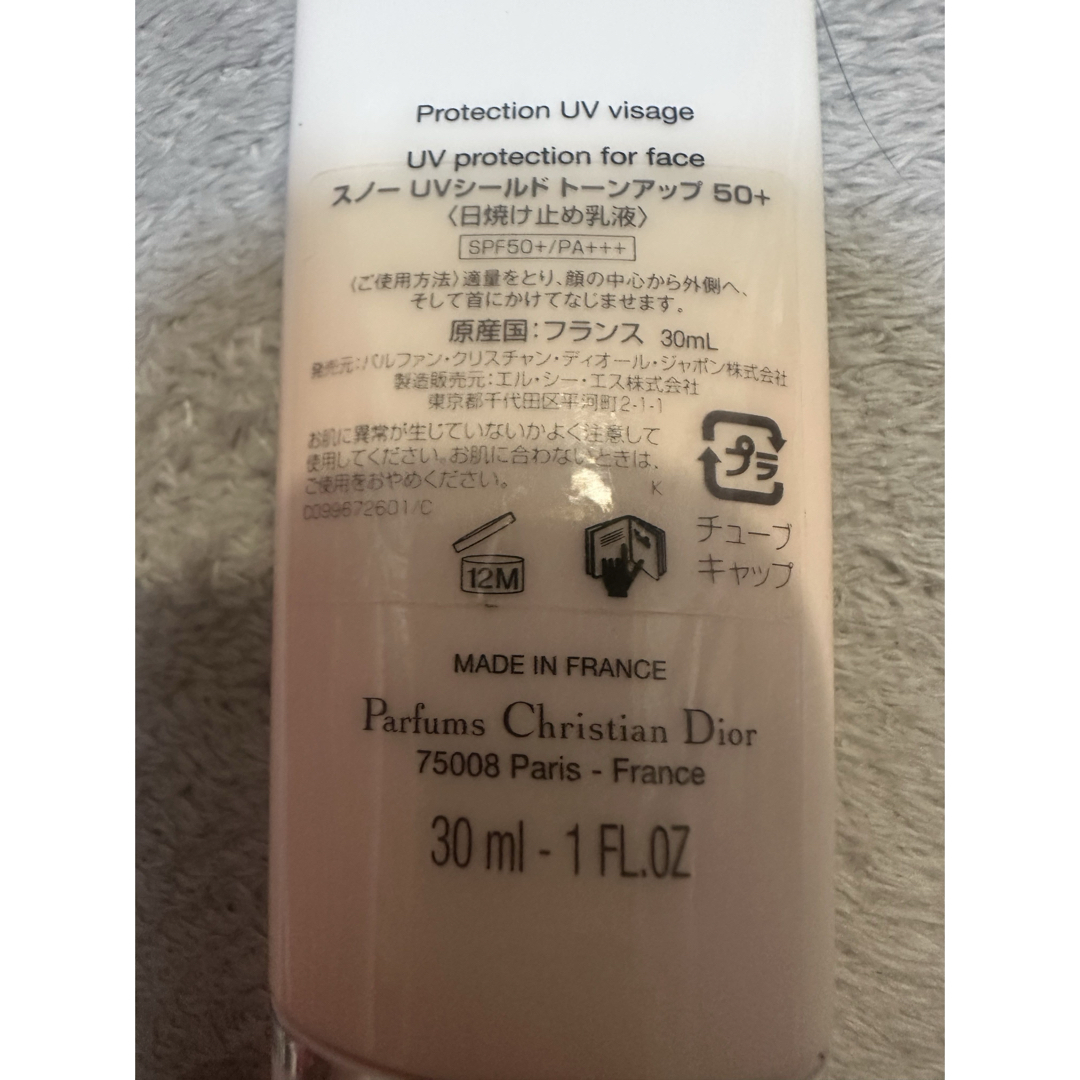 Protection UV visage
UV protection for face
スノー UVシールド トーンアップ 50+
〈日焼け止め乳液〉
SPF50+/PA+++
〈ご使用方法〉適量をとり、顔の中心から外側へ、
そして首にかけてなじませます。
原産国:フランス 30mL
発売元:パルファン・クリスチャン・ディオール・ジャポン株式会社
製造販売元:エル・シー・エス株式会社
東京都千代田区平河町2-1-1
お肌に異常が生じていないかよく注意して
使用してください。お肌に合わないときは、
ご使用をおやめください。
K
C099672601/C
プラ
チューブ
キャップ
12M
MADE IN FRANCE
Parfums Christian Dior
75008 Paris - France
30 ml - 1 FL.OZ